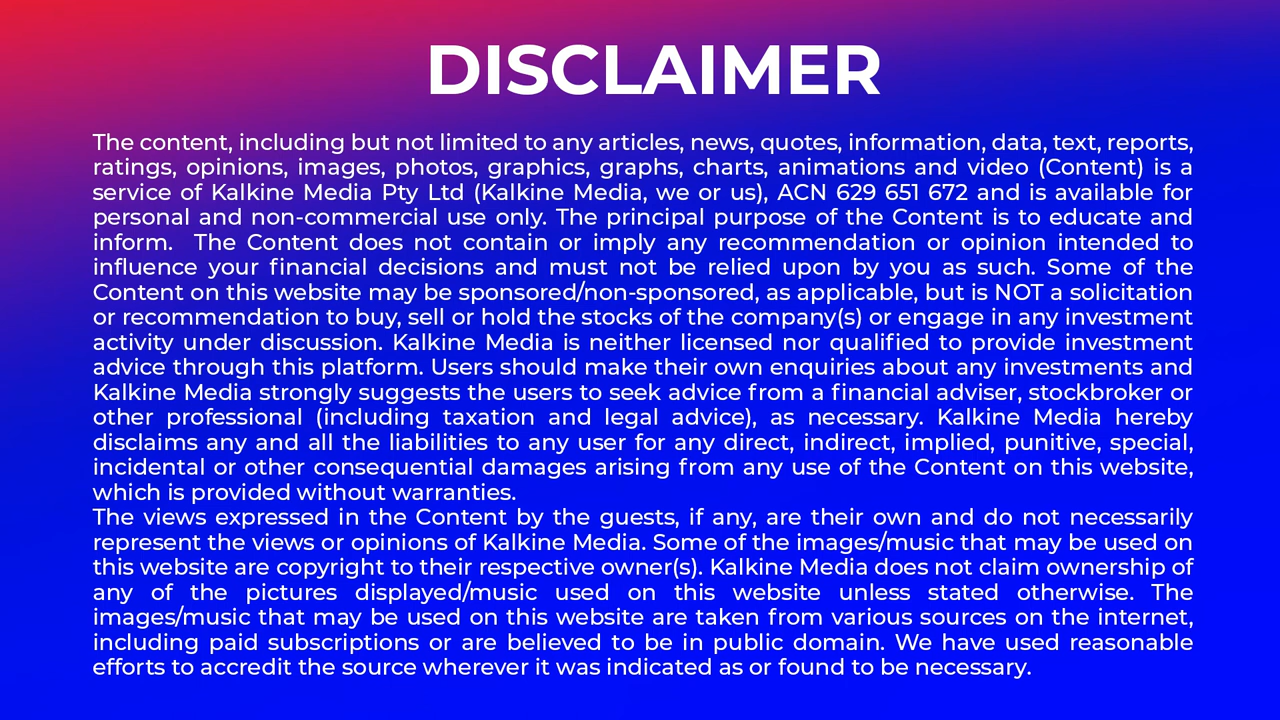 DISCLAIMER
The content, including but not limited to any articles, news, quotes, information, data, text, reports,
ratings, opinions, images, photos, graphics, graphs, charts, animations and video (Content) is a
service of Kalkine Media Pty Ltd (Kalkine Media, we or us), ACN 629 651 672 and is available for
personal and non-commercial use only. The principal purpose of the Content is to educate and
inform.  The Content does not contain or imply any recommendation or opinion intended to
influence your financial decisions and must not be relied upon by you as such. Some of the
Content on this website may be sponsored/non-sponsored, as applicable, but is NOT a solicitation
or recommendation to buy, sell or hold the stocks of the company(s) or engage in any investment
activity under discussion. Kalkine Media is neither licensed nor qualified to provide investment
advice through this platform. Users should make their own enquiries about any investments and
Kalkine Media strongly suggests the users to seek advice from a financial adviser, stockbroker or
other professional (including taxation and legal advice), as necessary. Kalkine Media hereby
disclaims any and all the liabilities to any user for any direct, indirect, implied, punitive, special,
incidental or other consequential damages arising from any use of the Content on this website,
which is provided without warranties.
The views expressed in the Content by the guests, if any, are their own and do not necessarily
represent the views or opinions of Kalkine Media. Some of the images/music that may be used on
this website are copyright to their respective owner(s). Kalkine Media does not claim ownership of
any of the pictures displayed/music used on this website unless stated otherwise. The
images/music that may be used on this website are taken from various sources on the internet,
including paid subscriptions or are believed to be in public domain. We have used reasonable
efforts to accredit the source wherever it was indicated as or found to be necessary.